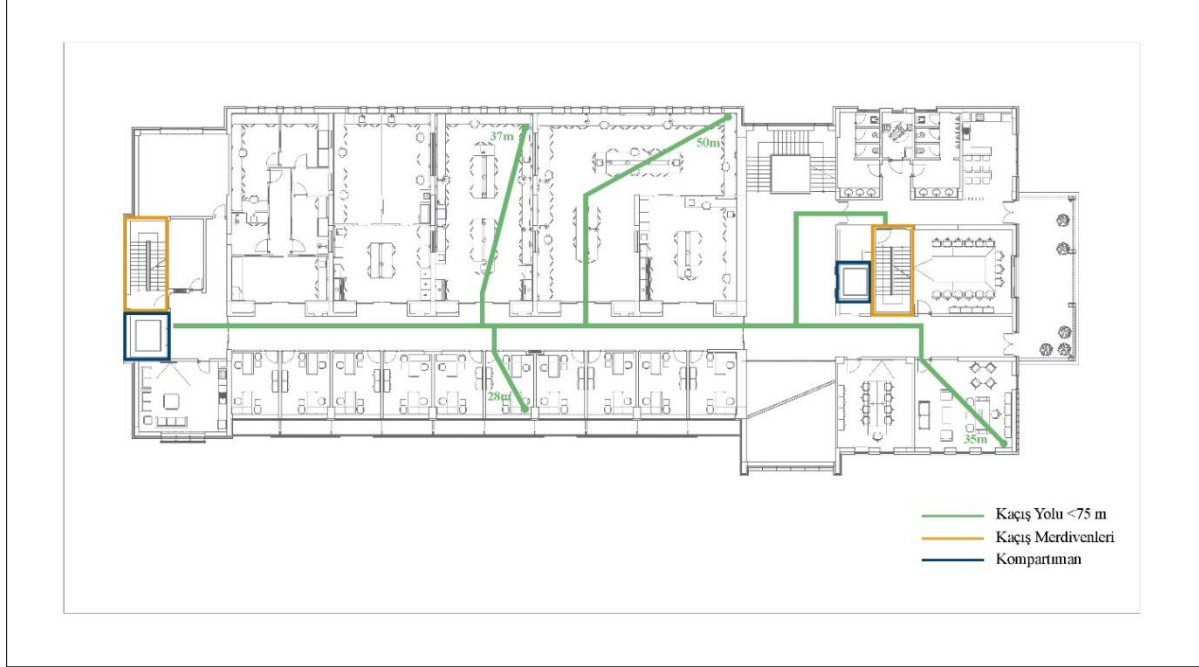 37m
50m
28m
35m
Kaçış Yolu <75 m
Kaçış Merdivenleri
Kompartıman